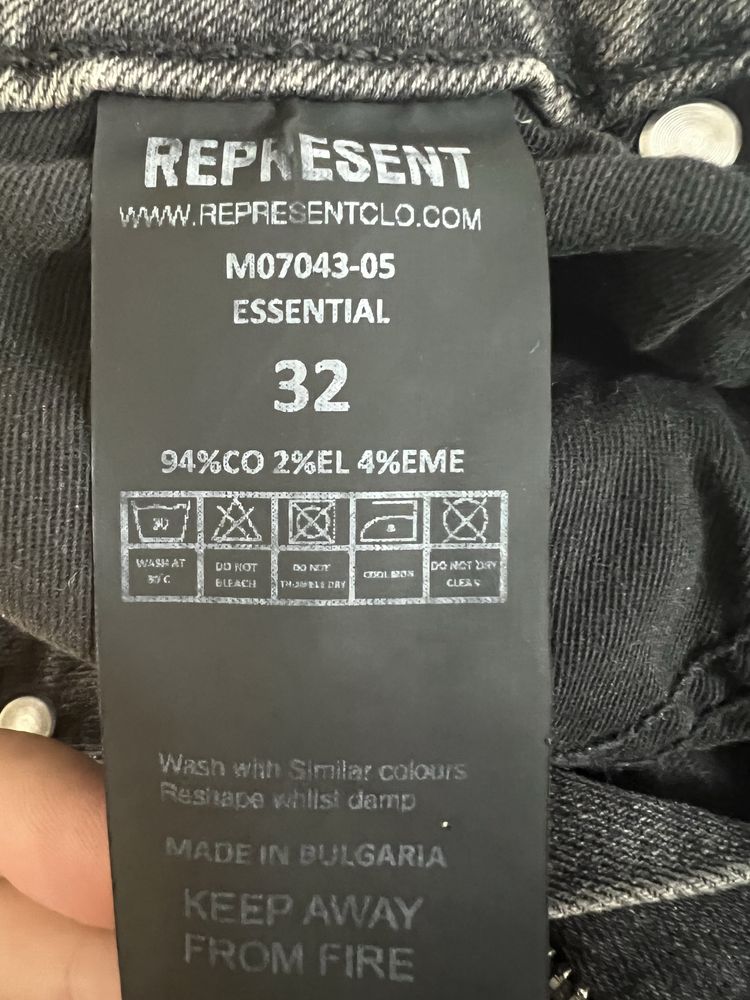 REPRESENT
WWW.REPRESENTCLO.COM
M07043-05
ESSENTIAL
32
94%CO 2%EL 4%EME
30
WASH AT 30°C
DO NOT BLEACH
DO NOT THUMBLE DRY
COOL IRON
DO NOT DRY CLEAN
Wash with Similar colours
Reshape whilst damp
MADE IN BULGARIA
KEEP AWAY
FROM FIRE